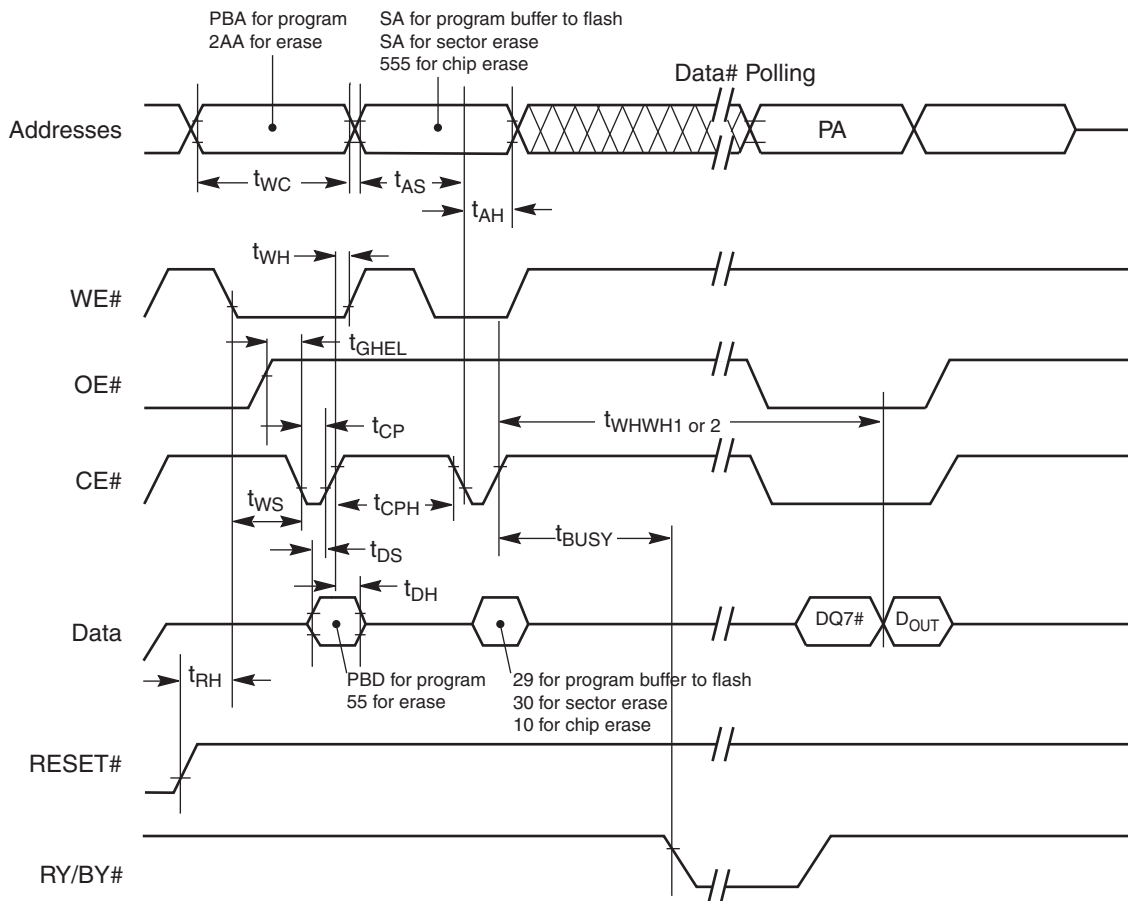 PBA for program
2AA for erase
SA for program buffer to flash
SA for sector erase
555 for chip erase
Data# Polling
Addresses
PA
tWC
tAS
tAH
tWH
WE#
tGHEL
OE#
tWHWH1 or 2
tCP
CE#
tWS
tCPH
tBUSY
tDS
tDH
Data
DQ7#
DOUT
tRH
PBD for program
55 for erase
29 for program buffer to flash
30 for sector erase
10 for chip erase
RESET#
RY/BY#